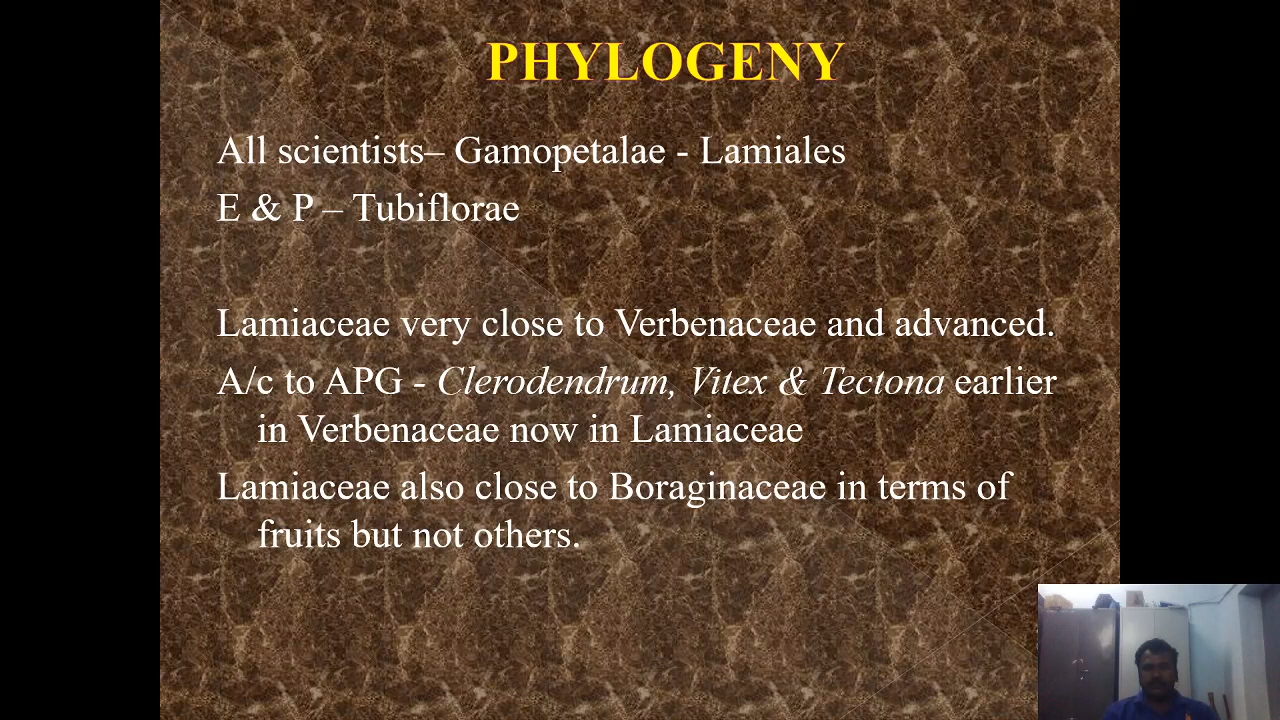 PHYLOGENY
All scientists– Gamopetalae - Lamiales
E & P – Tubiflorae
Lamiaceae very close to Verbenaceae and advanced.
A/c to APG - Clerodendrum, Vitex & Tectona earlier
in Verbenaceae now in Lamiaceae
Lamiaceae also close to Boraginaceae in terms of
fruits but not others.